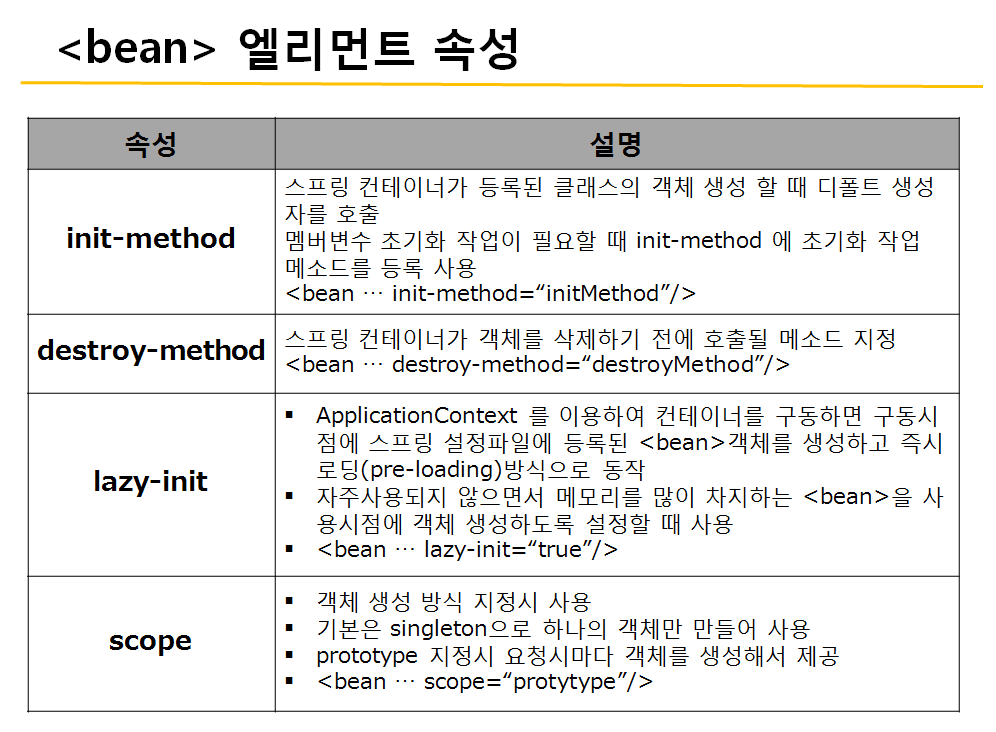 <bean> 엘리먼트 속성
속성
설명
init-method
스프링 컨테이너가 등록된 클래스의 객체 생성 할 때 디폴트 생성
자를 호출
멤버변수 초기화 작업이 필요할 때 init-method 에 초기화 작업
메소드를 등록 사용
<bean … init-method=“initMethod”/>
destroy-method
스프링 컨테이너가 객체를 삭제하기 전에 호출될 메소드 지정
<bean … destroy-method=“destroyMethod”/>
lazy-init
▪ ApplicationContext 를 이용하여 컨테이너를 구동하면 구동시
점에 스프링 설정파일에 등록된 <bean>객체를 생성하고 즉시
로딩(pre-loading)방식으로 동작
▪ 자주사용되지 않으면서 메모리를 많이 차지하는 <bean>을 사
용시점에 객체 생성하도록 설정할 때 사용
▪ <bean … lazy-init=“true”/>
scope
▪ 객체 생성 방식 지정시 사용
▪ 기본은 singleton으로 하나의 객체만 만들어 사용
▪ prototype 지정시 요청시마다 객체를 생성해서 제공
▪ <bean … scope=“protytype”/>